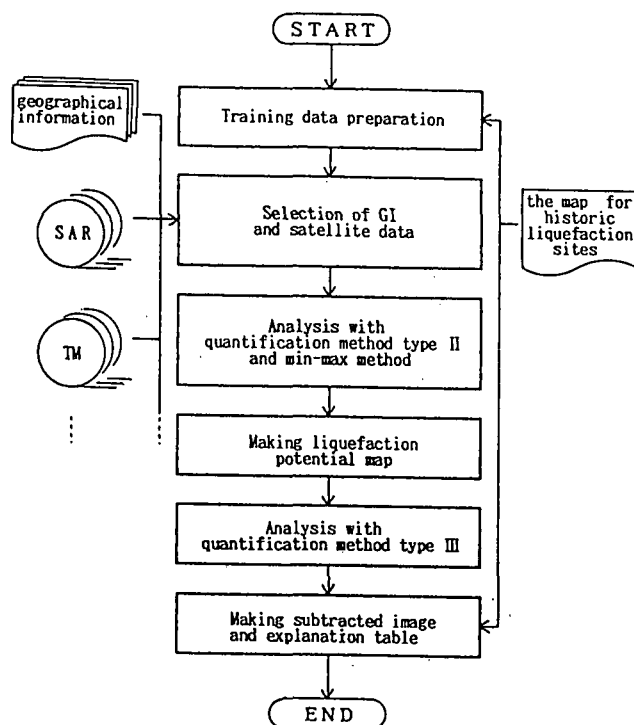 START
geographical
information
Training data preparation
SAR
Selection of GI
and satellite data
the map for
historic
liquefaction
sites
TM
Analysis with
quantification method type II
and min-max method
Making liquefaction
potential map
Analysis with
quantification method type III
Making subtracted image
and explanation table
END